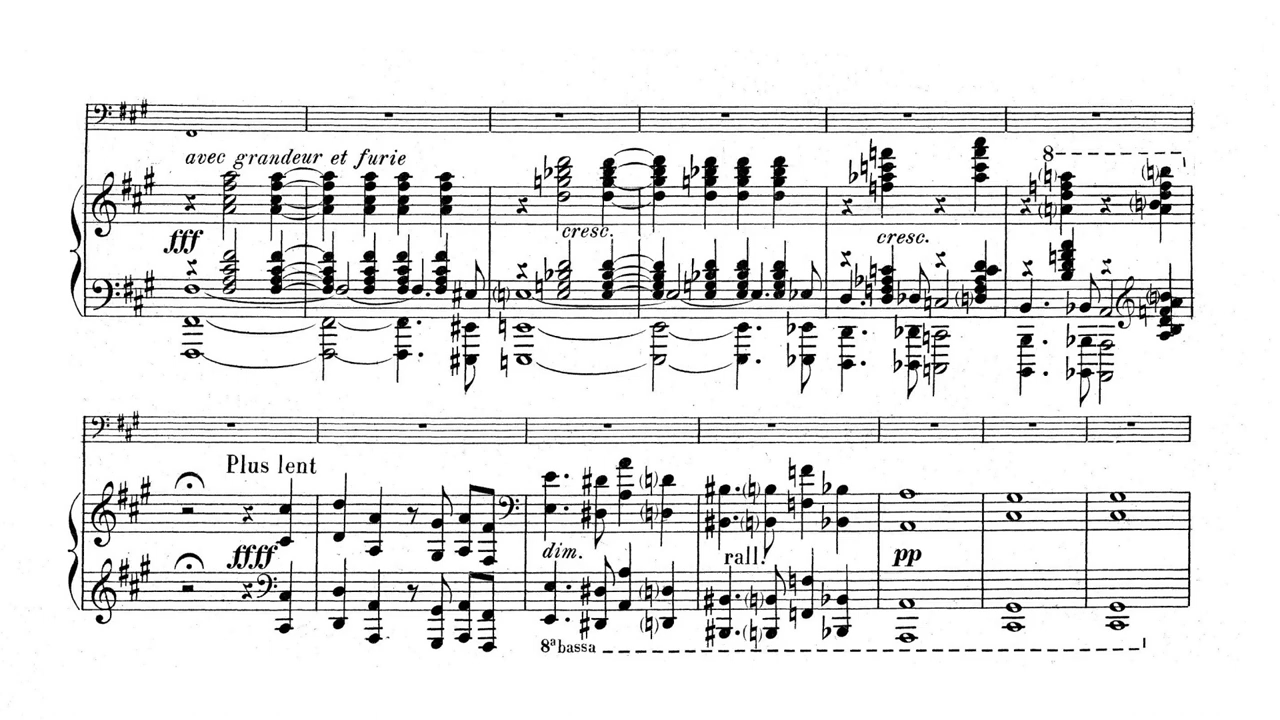 avec grandeur et furie
8
fff
cresc.
cresc.
Plus lent
ffff
dim.
rall.
pp
8ª bassa